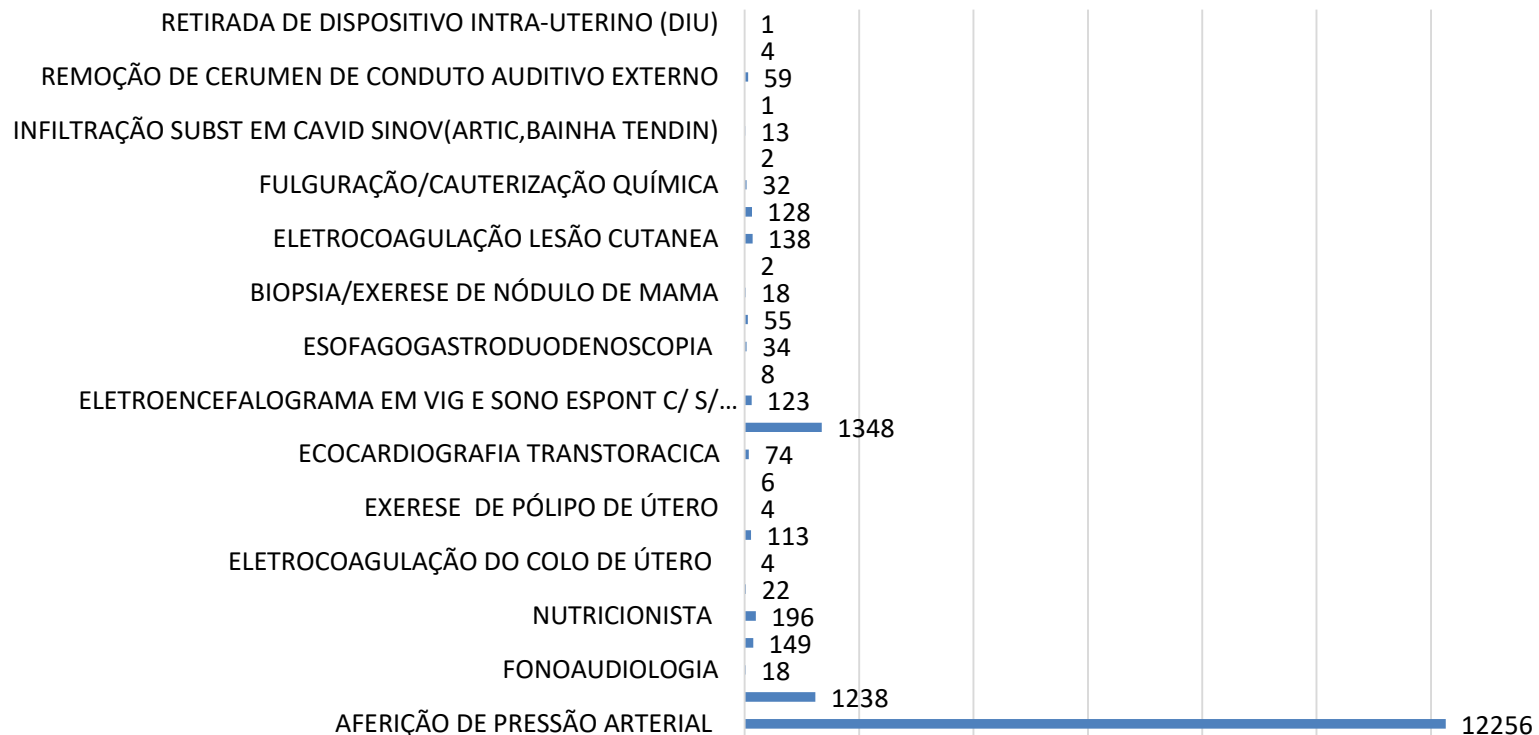 RETIRADA DE DISPOSITIVO INTRA-UTERINO (DIU) 1
4
REMOÇÃO DE CERUMEN DE CONDUTO AUDITIVO EXTERNO 59
1
INFILTRAÇÃO SUBST EM CAVID SINOV(ARTIC,BAINHA TENDIN) 13
2
FULGURAÇÃO/CAUTERIZAÇÃO QUÍMICA 32
128
ELETROCOAGULAÇÃO LESÃO CUTANEA 138
2
BIOPSIA/EXERESE DE NÓDULO DE MAMA 18
55
ESOFAGOGASTRODUODENOSCOPIA 34
8
ELETROENCEFALOGRAMA EM VIG E SONO ESPONT C/ S/... 123
1348
ECOCARDIOGRAFIA TRANSTORACICA 74
6
EXERESE DE PÓLIPO DE ÚTERO 4
113
ELETROCOAGULAÇÃO DO COLO DE ÚTERO 4
22
NUTRICIONISTA 196
149
FONOAUDIOLOGIA 18
1238
AFERIÇÃO DE PRESSÃO ARTERIAL 12256